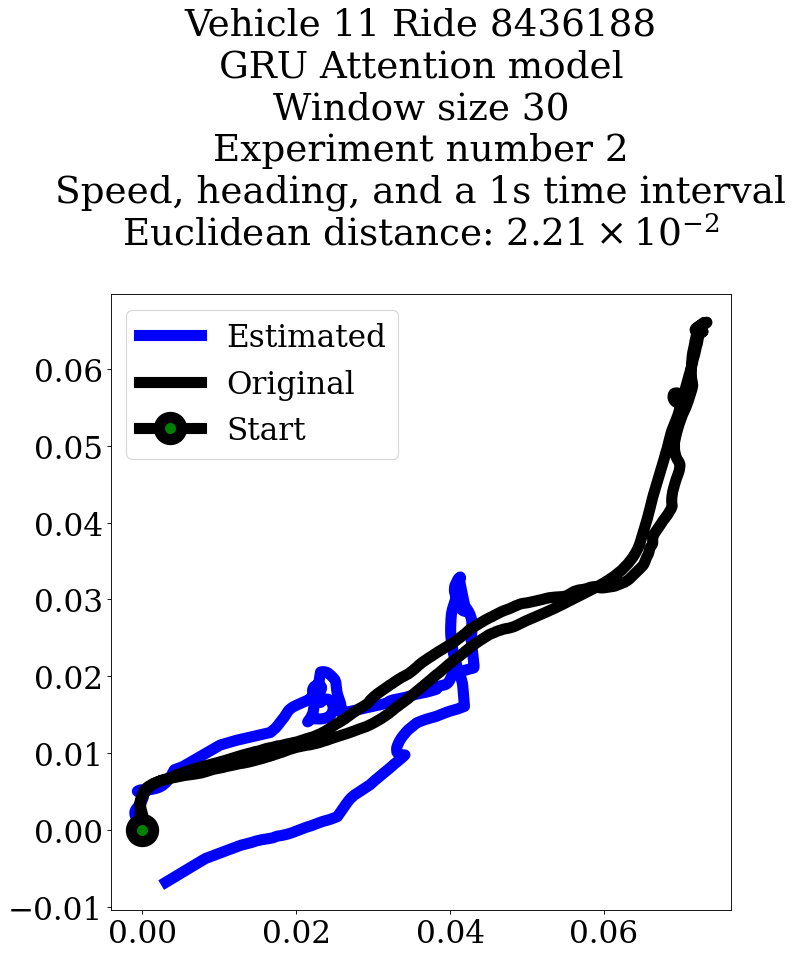 Vehicle 11 Ride 8436188
GRU Attention model
Window size 30
Experiment number 2
Speed, heading, and a 1s time interval
Euclidean distance: 2.21 × 10⁻²
Estimated
Original
Start
0.06
0.05
0.04
0.03
0.02
0.01
0.00
−0.01
0.00 0.02 0.04 0.06